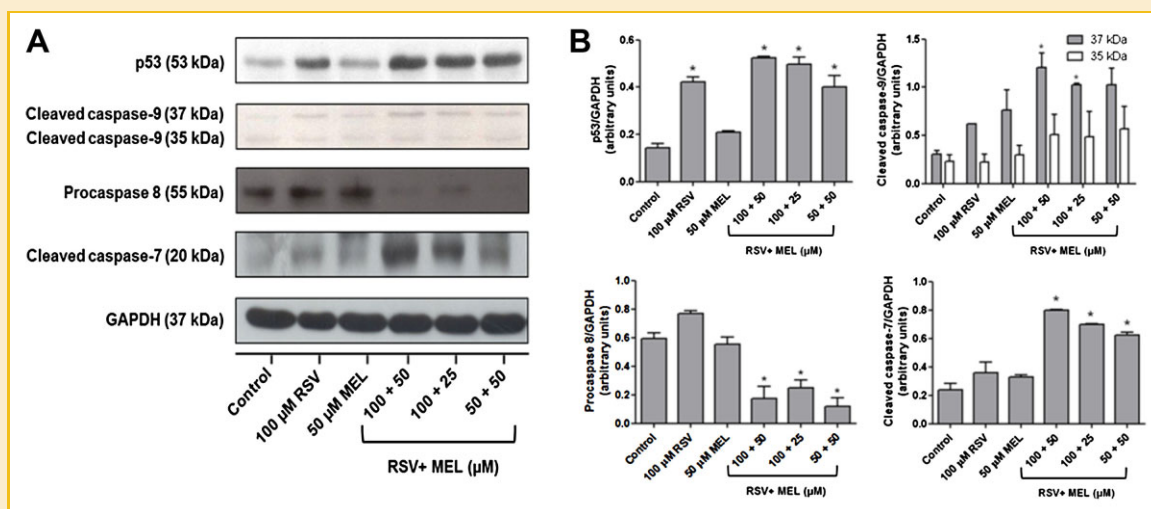 A
p53 (53 kDa)
Cleaved caspase-9 (37 kDa)
Cleaved caspase-9 (35 kDa)
Procaspase 8 (55 kDa)
Cleaved caspase-7 (20 kDa)
GAPDH (37 kDa)
Control
100 µM RSV
50 µM MEL
100 + 50
100 + 25
50 + 50
RSV+ MEL (µM)
B
p53/GAPDH
(arbitrary units)
0.6
0.4
0.2
0.0
*
*
*
*
Control
100 µM RSV
50 µM MEL
100 + 50
100 + 25
50 + 50
RSV+ MEL (µM)
Cleaved caspase-9/GAPDH
(arbitrary units)
1.5
1.0
0.5
0.0
37 kDa
35 kDa
*
*
Control
100 µM RSV
50 µM MEL
100 + 50
100 + 25
50 + 50
RSV+ MEL (µM)
Procaspase 8/GAPDH
(arbitrary units)
1.0
0.8
0.6
0.4
0.2
0.0
*
*
*
Control
100 µM RSV
50 µM MEL
100 + 50
100 + 25
50 + 50
RSV+ MEL (µM)
Cleaved caspase-7/GAPDH
(arbitrary units)
1.0
0.8
0.6
0.4
0.2
0.0
*
*
*
Control
100 µM RSV
50 µM MEL
100 + 50
100 + 25
50 + 50
RSV+ MEL (µM)